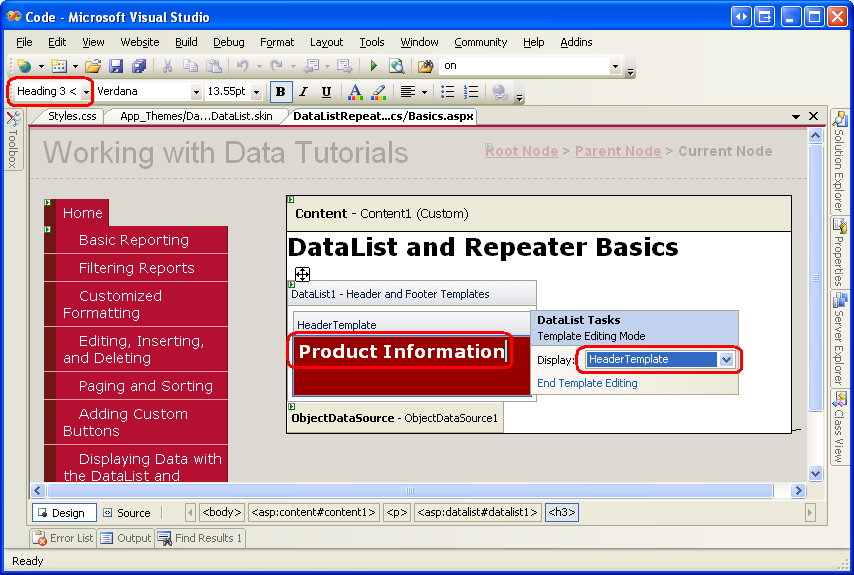 Code - Microsoft Visual Studio
File Edit View Website Build Debug Format Layout Tools Window Community Help Addins
on
Heading 3 < Verdana 13.55pt B I U A
Styles.css App_Themes/Da...DataList.skin DataListRepeat...cs/Basics.aspx
Toolbox
Working with Data Tutorials
Root Node > Parent Node > Current Node
Home
Basic Reporting
Filtering Reports
Customized
Formatting
Editing, Inserting,
and Deleting
Paging and Sorting
Adding Custom
Buttons
Displaying Data with
the DataList and
Content - Content1 (Custom)
DataList and Repeater Basics
DataList1 - Header and Footer Templates
HeaderTemplate
Product Information
ObjectDataSource - ObjectDataSource1
DataList Tasks
Template Editing Mode
Display: HeaderTemplate
End Template Editing
Solution Explorer
Properties
Server Explorer
Class View
Design Source <body> <asp:content#content1> <p> <asp:datalist#datalist1> <h3>
Error List Output Find Results 1
Ready